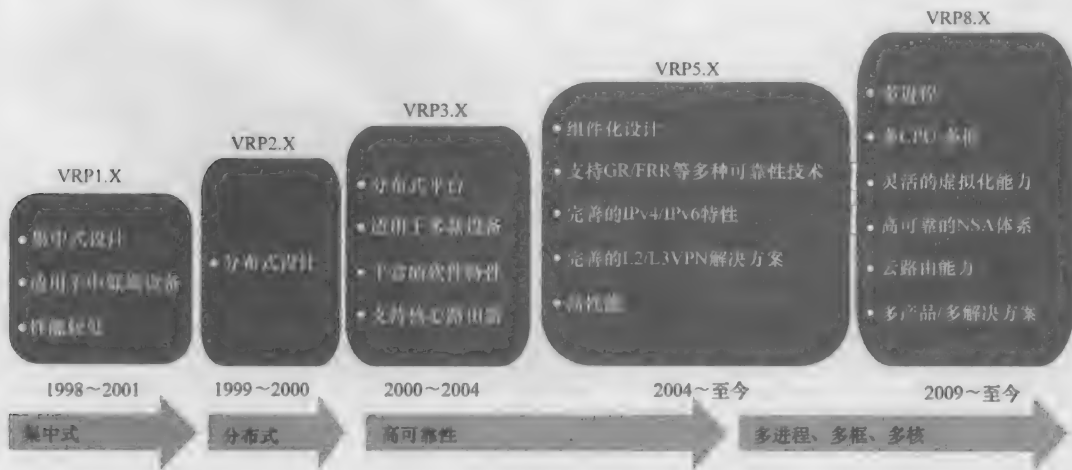 VRP1.X
集中式设计
适用于中低端设备
性能较低
1998～2001
VRP2.X
分布式设计
1999～2000
VRP3.X
分布式平台
适用于多款设备
丰富的软件特性
支持核心路由器
2000～2004
VRP5.X
组件化设计
支持GR/FRR等多种可靠性技术
完善的IPv4/IPv6特性
完善的L2/L3VPN解决方案
高性能
2004～至今
VRP8.X
多进程
多CPU/多框
灵活的虚拟化能力
高可靠的NSA体系
云路由能力
多产品/多解决方案
2009～至今
集中式
分布式
高可靠性
多进程、多框、多核